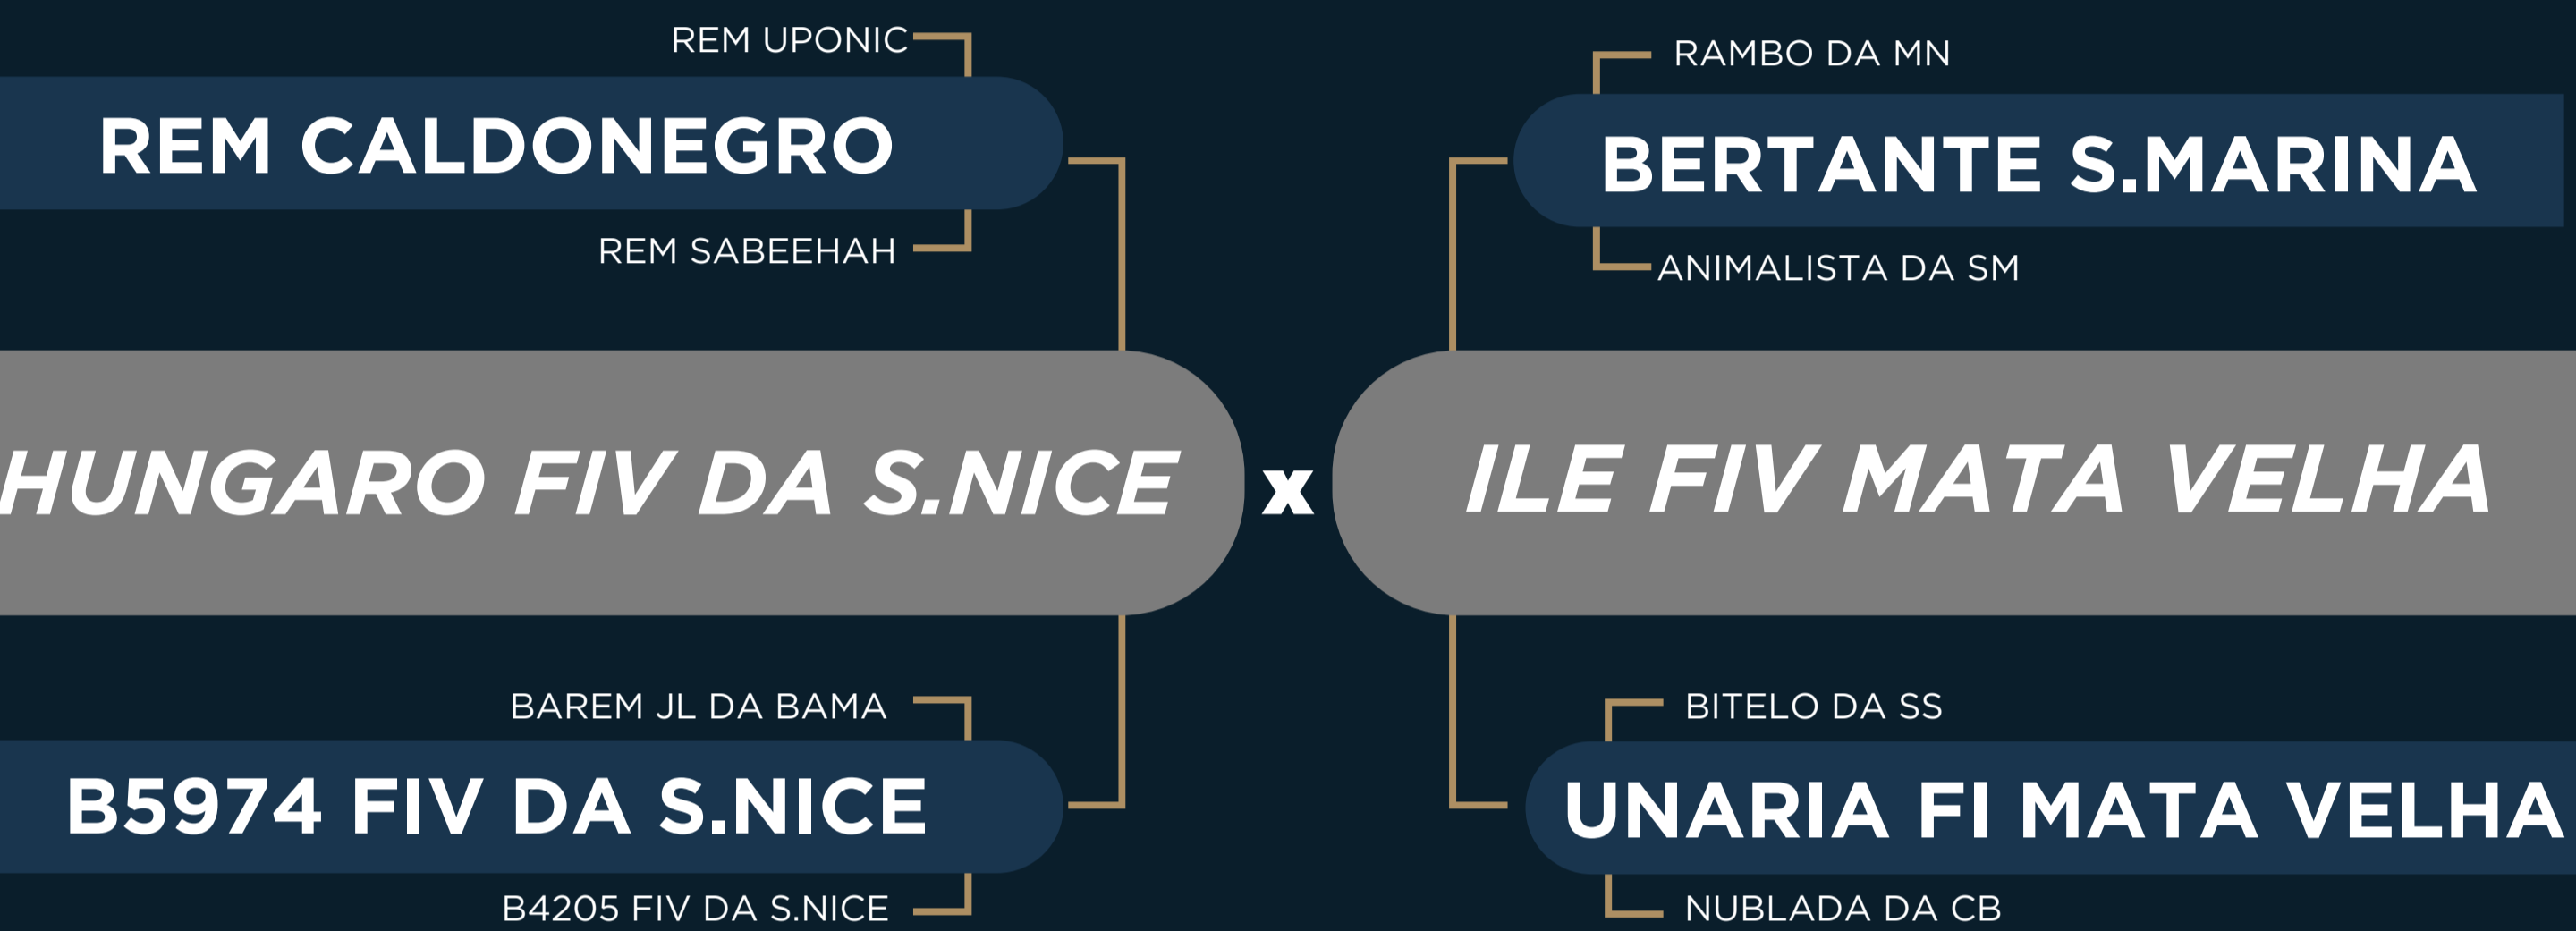 REM UPONIC
REM CALDONEGRO
REM SABEEHAH
RAMBO DA MN
BERTANTE S.MARINA
ANIMALISTA DA SM
HUNGARO FIV DA S.NICE x ILE FIV MATA VELHA
BAREM JL DA BAMA
B5974 FIV DA S.NICE
B4205 FIV DA S.NICE
BITELO DA SS
UNARIA FI MATA VELHA
NUBLADA DA CB